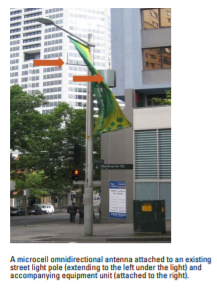 A microcell omnidirectional antenna attached to an existing
street light pole (extending to the left under the light) and
accompanying equipment unit (attached to the right).